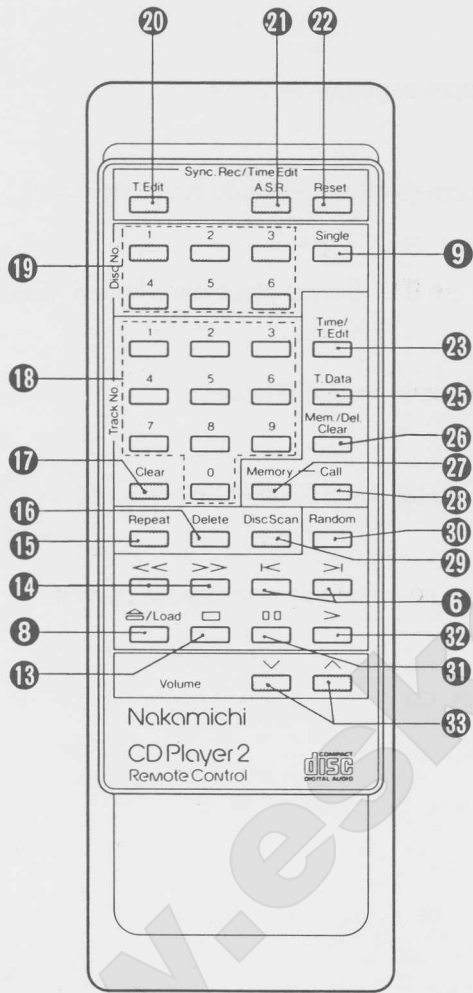 20 21 22
Sync. Rec/Time Edit
T. Edit A.S.R. Reset
1 2 3 Single
19 Disc No. 9
4 5 6
1 2 3 Time/
T. Edit
23
18 Track No.
4 5 6 T. Data
25
Mem./Del.
Clear
26
7 8 9
17 Clear 0 Memory Call
27
28
16
Repeat Delete Disc Scan Random
15 30
29
<< >> |< >|
14 6
8 ≙/Load □ ▯▯ >
32
13 31
Volume ∨ ∧
33
Nakamichi
CD Player 2
Remote Control
COMPACT
disc
DIGITAL AUDIO